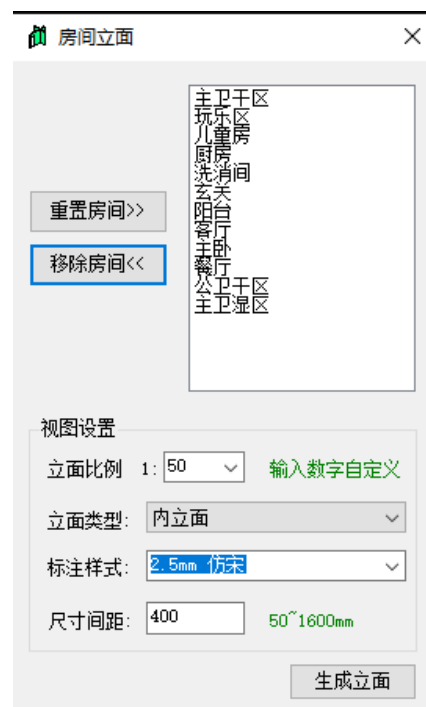 房间立面
主卫干区
玩乐区
儿童房
厨房
洗消间
玄关
阳台
客厅
主卧
餐厅
公卫干区
主卫湿区
重置房间>>
移除房间<<
视图设置
立面比例 1: 50 输入数字自定义
立面类型: 内立面
标注样式: 2.5mm 仿宋
尺寸间距: 400 50~1600mm
生成立面